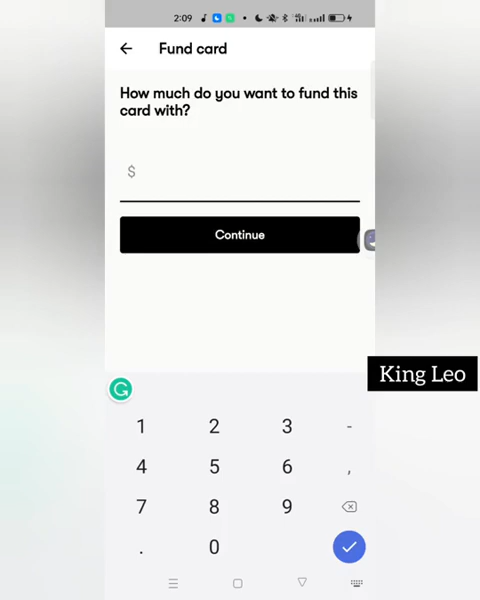 2:09
Fund card
How much do you want to fund this
card with?
$
Continue
King Leo
1 2 3 -
4 5 6 ,
7 8 9
. 0